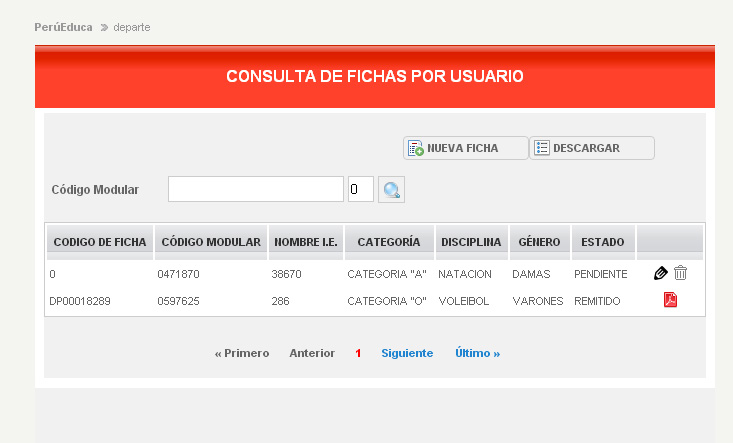 PerúEduca » departe
CONSULTA DE FICHAS POR USUARIO
NUEVA FICHA DESCARGAR
Código Modular 0
CODIGO DE FICHA CÓDIGO MODULAR NOMBRE I.E. CATEGORÍA DISCIPLINA GÉNERO ESTADO
0 0471870 38670 CATEGORIA "A" NATACION DAMAS PENDIENTE
DP00018289 0597625 286 CATEGORIA "O" VOLEIBOL VARONES REMITIDO
« Primero Anterior 1 Siguiente Último »